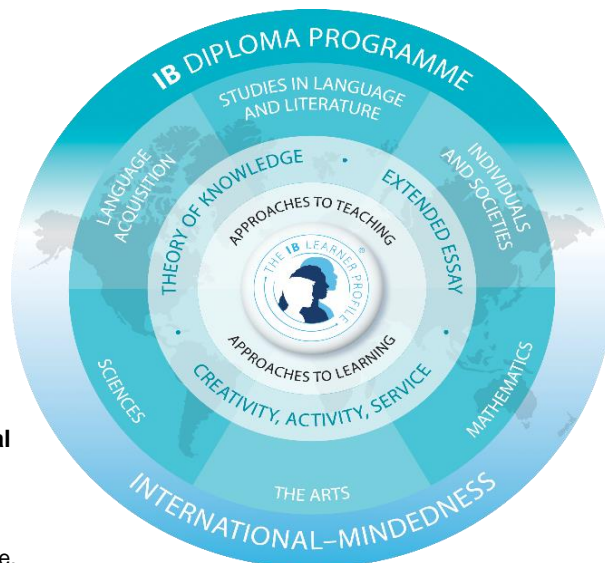 IB DIPLOMA PROGRAMME
STUDIES IN LANGUAGE
AND LITERATURE
LANGUAGE
ACQUISITION
INDIVIDUALS
AND SOCIETIES
THEORY OF KNOWLEDGE
EXTENDED ESSAY
APPROACHES TO TEACHING
THE IB LEARNER PROFILE®
APPROACHES TO LEARNING
CREATIVITY, ACTIVITY, SERVICE
SCIENCES
MATHEMATICS
al
THE ARTS
INTERNATIONAL–MINDEDNESS
e.